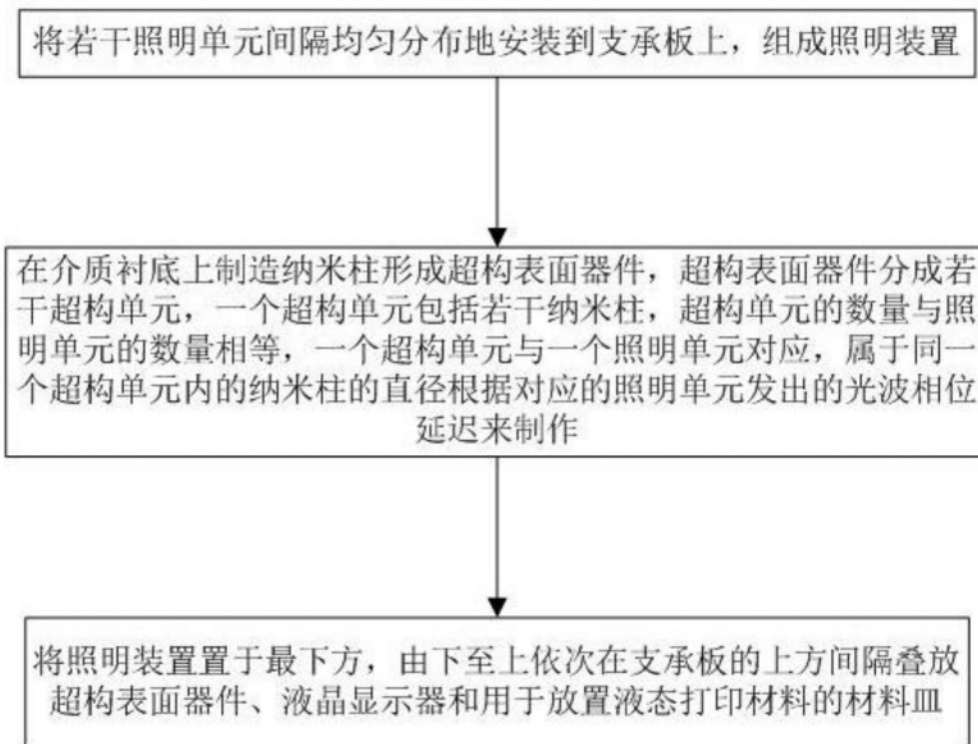 将若干照明单元间隔均匀分布地安装到支承板上，组成照明装置
在介质衬底上制造纳米柱形成超构表面器件，超构表面器件分成若
干超构单元，一个超构单元包括若干纳米柱，超构单元的数量与照
明单元的数量相等，一个超构单元与一个照明单元对应，属于同一
个超构单元内的纳米柱的直径根据对应的照明单元发出的光波相位
延迟来制作
将照明装置置于最下方，由下至上依次在支承板的上方间隔叠放
超构表面器件、液晶显示器和用于放置液态打印材料的材料皿